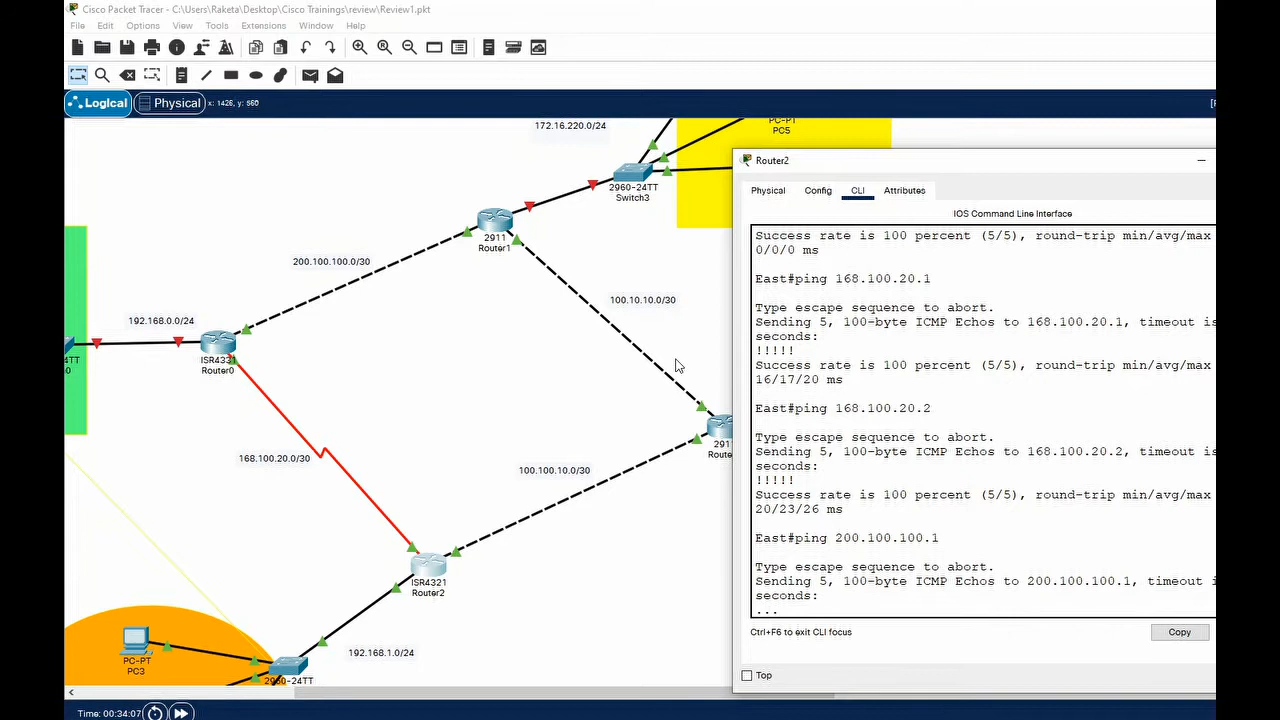 Cisco Packet Tracer - C:\Users\Raketa\Desktop\Cisco Trainings\review\Review1.pkt
File Edit Options View Tools Extensions Window Help
Logical Physical x: 1426, y: 560
172.16.220.0/24
PC-PT
PC5
2960-24TT
Switch3
2911
Router1
200.100.100.0/30
100.10.10.0/30
192.168.0.0/24
ISR4331
Router0
168.100.20.0/30
100.100.10.0/30
ISR4321
Router2
192.168.1.0/24
PC-PT
PC3
2960-24TT
Router2
Physical Config CLI Attributes
IOS Command Line Interface
Success rate is 100 percent (5/5), round-trip min/avg/max
0/0/0 ms
East#ping 168.100.20.1
Type escape sequence to abort.
Sending 5, 100-byte ICMP Echos to 168.100.20.1, timeout is
seconds:
!!!!!
Success rate is 100 percent (5/5), round-trip min/avg/max
16/17/20 ms
East#ping 168.100.20.2
Type escape sequence to abort.
Sending 5, 100-byte ICMP Echos to 168.100.20.2, timeout is
seconds:
!!!!!
Success rate is 100 percent (5/5), round-trip min/avg/max
20/23/26 ms
East#ping 200.100.100.1
Type escape sequence to abort.
Sending 5, 100-byte ICMP Echos to 200.100.100.1, timeout is
seconds:
...
Ctrl+F6 to exit CLI focus
Copy
Top
Time: 00:34:07